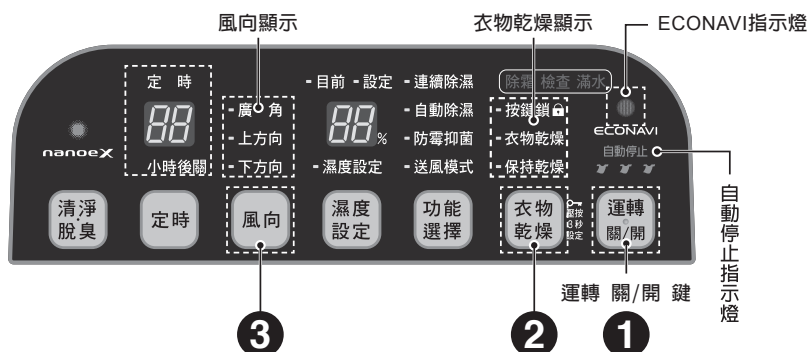 風向顯示 衣物乾燥顯示 ECONAVI指示燈
定 時 -目前 -設定 -連續除濕 除霜 檢查 滿水
88 -廣 角 88% -自動除濕 -按鍵鎖
nanoeX -上方向 -防霉抑菌 -衣物乾燥 ECONAVI
小時後關 -下方向 -濕度設定 -送風模式 -保持乾燥 自動停止
清淨 脫臭 定時 風向 濕度 設定 功能 選擇 衣物 乾燥 壓按3秒設定 運轉 關/開
自動停止指示燈
運轉 關/開 鍵
3 2 1